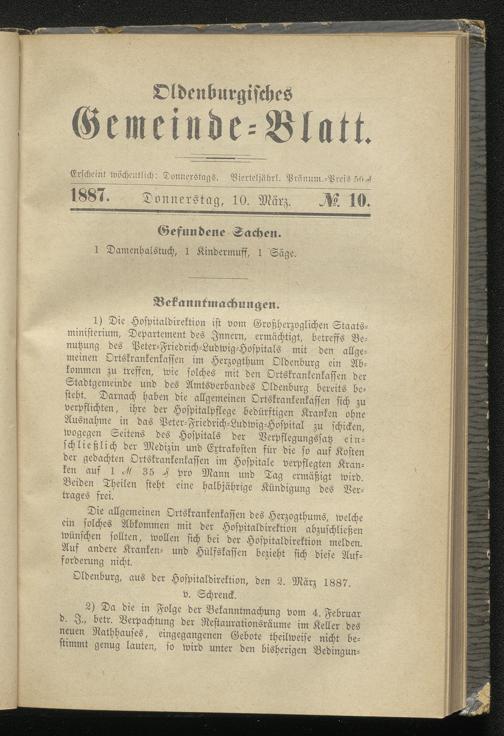 Oldenburgisches
Gemeinde-Blatt.
Erscheint wöchentlich: Donnerstags. Vierteljährl. Pränum.-Preis 50 ₰
1887. Donnerstag, 10. März. №. 10.
Gefundene Sachen.
1 Damenhalstuch, 1 Kindermuff, 1 Säge.
Bekanntmachungen.
1) Die Hospitaldirektion ist vom Großherzoglichen Staats-
ministerium, Departement des Innern, ermächtigt, betreffs Be-
nutzung des Peter-Friedrich-Ludwig-Hospitals mit den allge-
meinen Ortskrankenkassen im Herzogthum Oldenburg ein Ab-
kommen zu treffen, wie solches mit den Ortskrankenkassen der
Stadtgemeinde und des Amtsverbandes Oldenburg bereits be-
steht. Darnach haben die allgemeinen Ortskrankenkassen sich zu
verpflichten, ihre der Hospitalpflege bedürftigen Kranken ohne
Ausnahme in das Peter-Friedrich-Ludwig-Hospital zu schicken,
wogegen Seitens des Hospitals der Verpflegungssatz ein-
schließlich der Medizin und Extrakosten für die so auf Kosten
der gedachten Ortskrankenkassen im Hospitale verpflegten Kran-
ken auf 1 ℳ 35 ₰ pro Mann und Tag ermäßigt wird.
Beiden Theilen steht eine halbjährige Kündigung des Ver-
trages frei.
Die allgemeinen Ortskrankenkassen des Herzogthums, welche
ein solches Abkommen mit der Hospitaldirektion abzuschließen
wünschen sollten, wollen sich bei der Hospitaldirektion melden.
Auf andere Kranken- und Hülfskassen bezieht sich diese Auf-
forderung nicht.
Oldenburg, aus der Hospitaldirektion, den 2. März 1887.
v. Schrenck.
2) Da die in Folge der Bekanntmachung vom 4. Februar
d. J., betr. Verpachtung der Restaurationsräume im Keller des
neuen Rathhauses, eingegangenen Gebote theilweise nicht be-
stimmt genug lauten, so wird unter den bisherigen Bedingun-